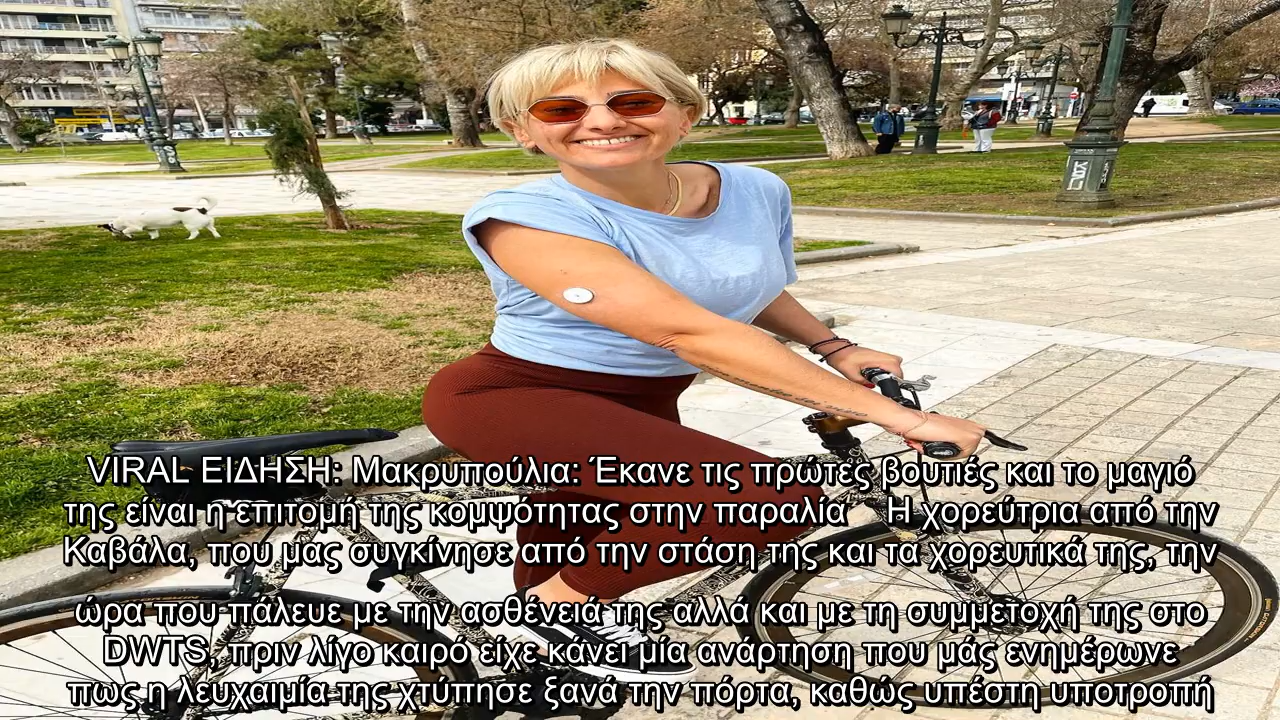 VIRAL ΕΙΔΗΣΗ: Μακρυπούλια: Έκανε τις πρώτες βουτιές και το μαγιό
της είναι η επιτομή της κομψότητας στην παραλία Η χορεύτρια από την
Καβάλα, που μας συγκίνησε από την στάση της και τα χορευτικά της, την
ώρα που πάλευε με την ασθένειά της αλλά και με τη συμμετοχή της στο
DWTS, πριν λίγο καιρό είχε κάνει μία ανάρτηση που μάς ενημέρωνε
πως η λευχαιμία της χτύπησε ξανά την πόρτα, καθώς υπέστη υποτροπή